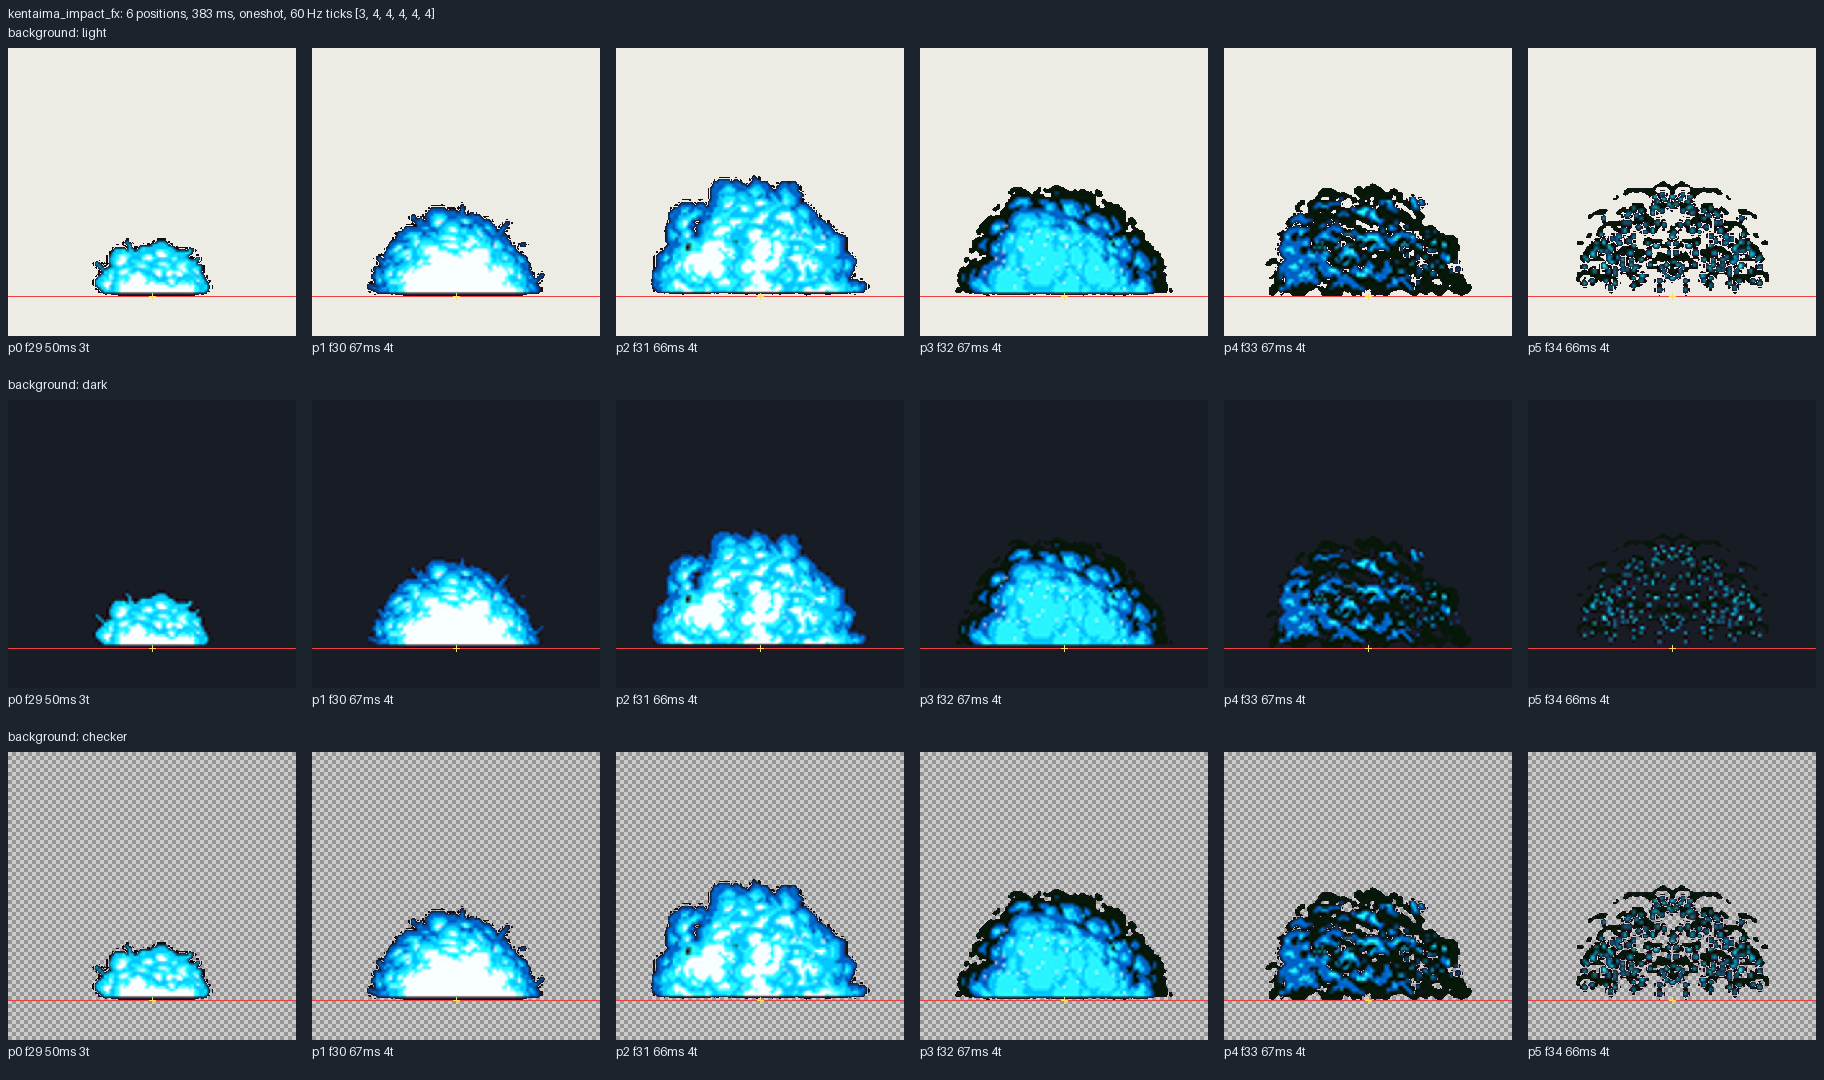 kentaima_impact_fx: 6 positions, 383 ms, oneshot, 60 Hz ticks [3, 4, 4, 4, 4, 4]
background: light
p0 f29 50ms 3t
p1 f30 67ms 4t
p2 f31 66ms 4t
p3 f32 67ms 4t
p4 f33 67ms 4t
p5 f34 66ms 4t
background: dark
p0 f29 50ms 3t
p1 f30 67ms 4t
p2 f31 66ms 4t
p3 f32 67ms 4t
p4 f33 67ms 4t
p5 f34 66ms 4t
background: checker
p0 f29 50ms 3t
p1 f30 67ms 4t
p2 f31 66ms 4t
p3 f32 67ms 4t
p4 f33 67ms 4t
p5 f34 66ms 4t